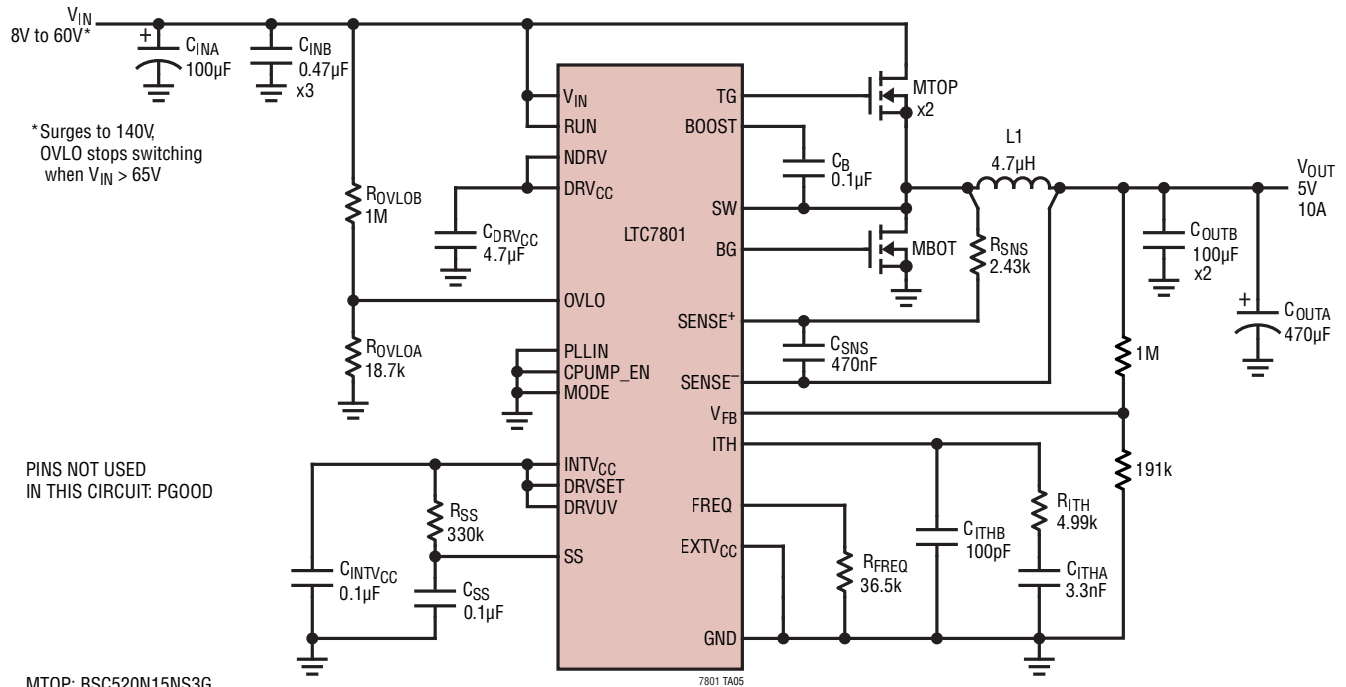 VIN
8V to 60V*
CINA
100µF
CINB
0.47µF
x3
*Surges to 140V,
OVLO stops switching
when VIN > 65V
ROVLOB
1M
ROVLOA
18.7k
CDRVCC
4.7µF
PINS NOT USED
IN THIS CIRCUIT: PGOOD
RSS
330k
CINTVCC
0.1µF
CSS
0.1µF
VIN
RUN
NDRV
DRVCC
OVLO
PLLIN
CPUMP_EN
MODE
INTVCC
DRVSET
DRVUV
SS
LTC7801
TG
BOOST
SW
BG
SENSE+
SENSE–
VFB
ITH
FREQ
EXTVCC
GND
MTOP
x2
CB
0.1µF
MBOT
L1
4.7µH
RSNS
2.43k
CSNS
470nF
VOUT
5V
10A
COUTB
100µF
x2
COUTA
470µF
1M
191k
RITH
4.99k
CITHB
100pF
CITHA
3.3nF
RFREQ
36.5k
7801 TA05
MTOP: BSC520N15NS3G